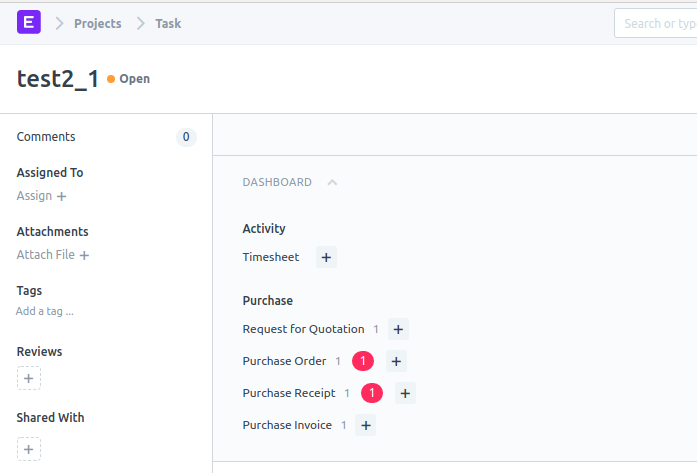 E Projects Task Search or typ
test2_1 Open
Comments 0
Assigned To
Assign +
Attachments
Attach File +
Tags
Add a tag ...
Reviews
+
Shared With
+
DASHBOARD
Activity
Timesheet +
Purchase
Request for Quotation 1 +
Purchase Order 1 1 +
Purchase Receipt 1 1 +
Purchase Invoice 1 +